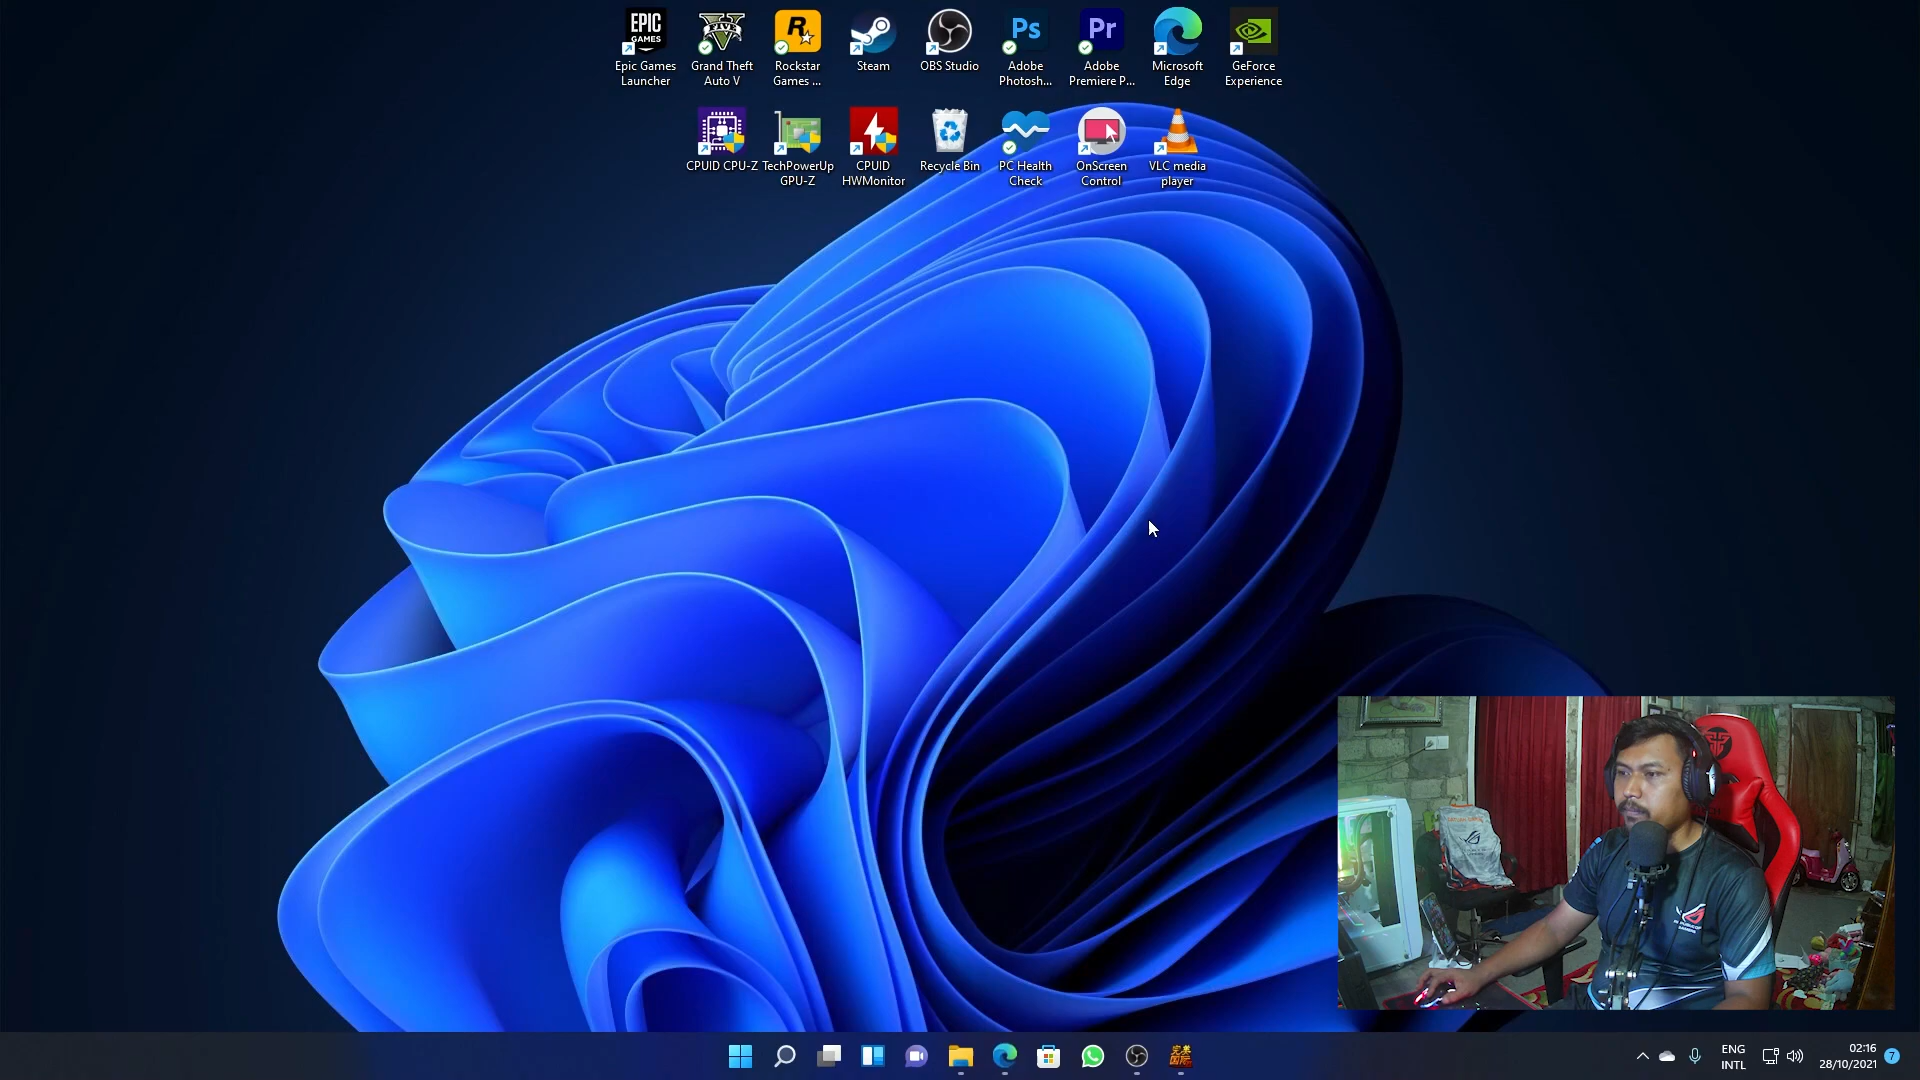 EPIC
GAMES
Epic Games
Launcher
FIVE
Grand Theft
Auto V
R
Rockstar
Games ...
Steam
OBS Studio
Ps
Adobe
Photosh...
Pr
Adobe
Premiere P...
Microsoft
Edge
GeForce
Experience
CPUID CPU-Z
TechPowerUp
GPU-Z
CPUID
HWMonitor
Recycle Bin
PC Health
Check
OnScreen
Control
VLC media
player
ENG
INTL
02:16
28/10/2021
7